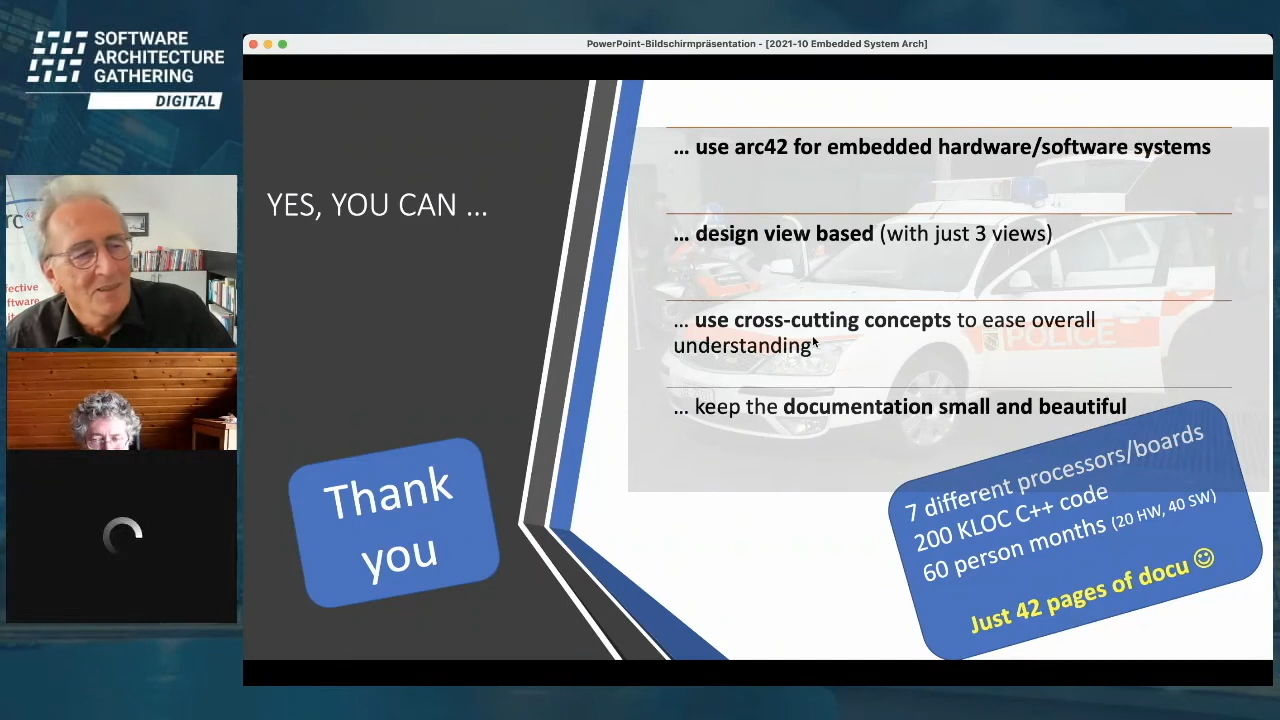 SOFTWARE
ARCHITECTURE
GATHERING
DIGITAL
PowerPoint-Bildschirmpräsentation - [2021-10 Embedded System Arch]
YES, YOU CAN ...
... use arc42 for embedded hardware/software systems
... design view based (with just 3 views)
... use cross-cutting concepts to ease overall
understanding
... keep the documentation small and beautiful
POLICE
Thank
you
7 different processors/boards
200 KLOC C++ code
60 person months (20 HW, 40 SW)
Just 42 pages of docu ☺